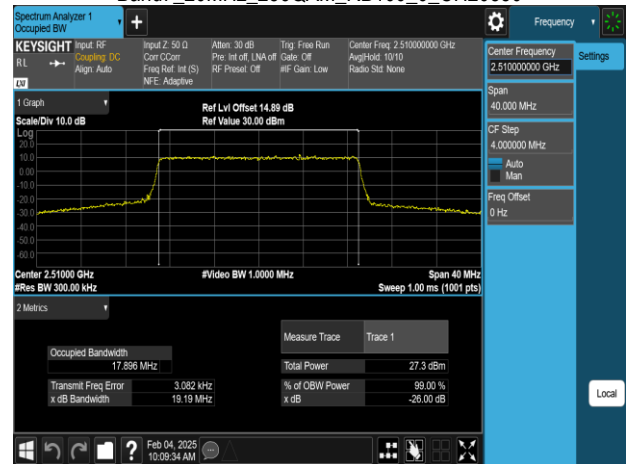 Spectrum Analyzer 1
Occupied BW
Frequency
KEYSIGHT
RL
LXI
Input: RF
Coupling: DC
Align: Auto
Input Z: 50 Ω
Corr CCorr
Freq Ref: Int (S)
NFE: Adaptive
Atten: 30 dB
Pre: Int off, LNA off
RF Preset: Off
Trig: Free Run
Gate: Off
#IF Gain: Low
Center Freq: 2.510000000 GHz
Avg|Hold: 10/10
Radio Std: None
Center Frequency
2.510000000 GHz
Settings
Span
40.000 MHz
CF Step
4.000000 MHz
Auto
Man
Freq Offset
0 Hz
Local
1 Graph
Scale/Div 10.0 dB
Ref Lvl Offset 14.89 dB
Ref Value 30.00 dBm
Log
20.0
10.0
0.00
-10.0
-20.0
-30.0
-40.0
-50.0
-60.0
Center 2.51000 GHz
#Res BW 300.00 kHz
#Video BW 1.0000 MHz
Span 40 MHz
Sweep 1.00 ms (1001 pts)
2 Metrics
Measure Trace Trace 1
Occupied Bandwidth
17.896 MHz
Total Power 27.3 dBm
Transmit Freq Error 3.082 kHz
% of OBW Power 99.00 %
x dB Bandwidth 19.19 MHz
x dB -26.00 dB
Feb 04, 2025
10:09:34 AM